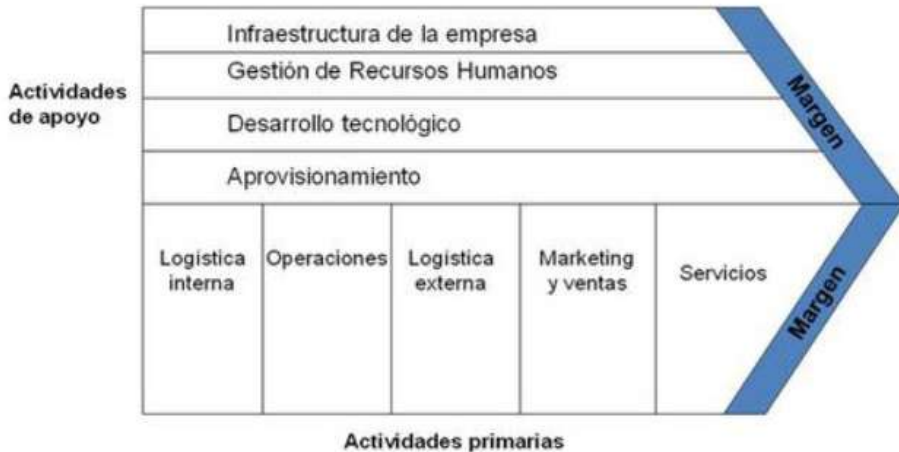 Infraestructura de la empresa
Gestión de Recursos Humanos
Actividades
de apoyo
Desarrollo tecnológico
Aprovisionamiento
Margen
Logística
interna
Operaciones
Logística
externa
Marketing
y ventas
Servicios
Margen
Actividades primarias